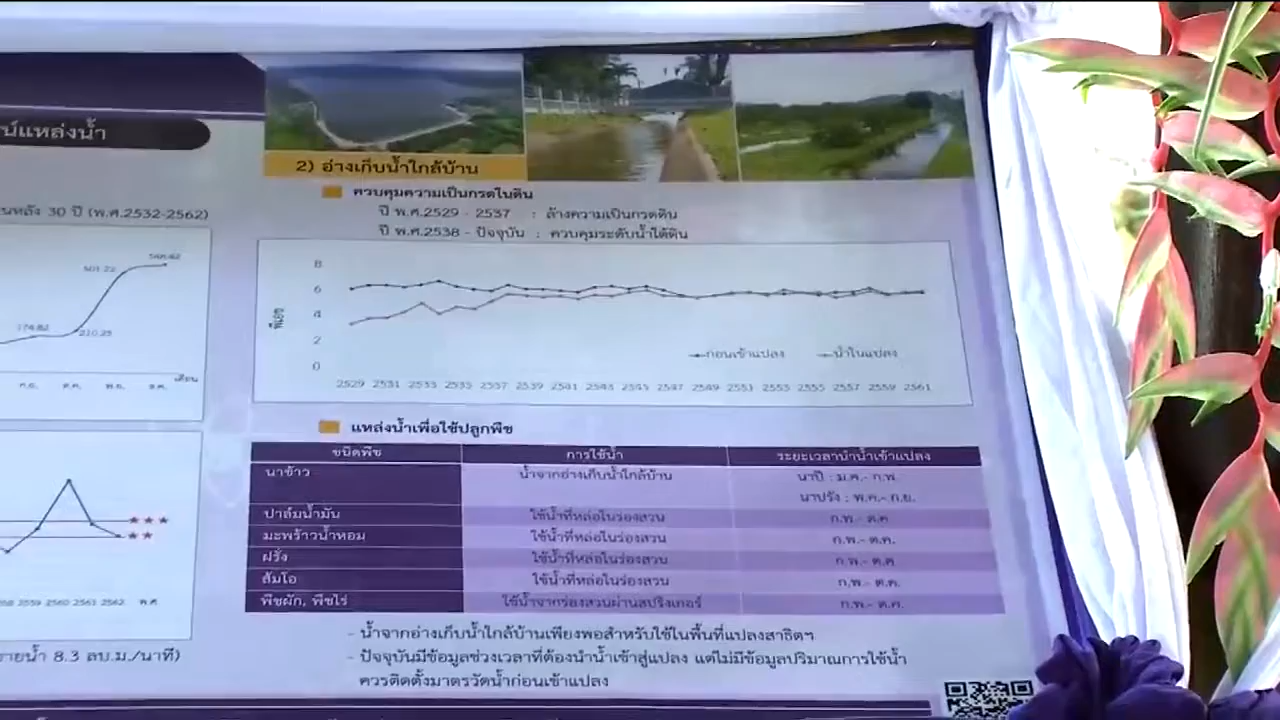 น์แหล่งน้ำ
นหลัง 30 ปี (พ.ศ.2532-2562)
501.22
174.82
210.25
ก.ย. ต.ค. พ.ย. ธ.ค. เดือน
2559 2560 2561 2562 พ.ศ.
ายน้ำ 8.3 ลบ.ม./นาที)
2) อ่างเก็บน้ำใกล้บ้าน
ควบคุมความเป็นกรดในดิน
ปี พ.ศ.2529 - 2537 : ล้างความเป็นกรดดิน
ปี พ.ศ.2538 - ปัจจุบัน : ควบคุมระดับน้ำใต้ดิน
พีเอช
8
6
4
2
0
ก่อนเข้าแปลง น้ำในแปลง
2529 2531 2533 2535 2537 2539 2541 2543 2545 2547 2549 2551 2553 2555 2557 2559 2561
แหล่งน้ำเพื่อใช้ปลูกพืช
ชนิดพืช การใช้น้ำ ระยะเวลานำน้ำเข้าแปลง
นาข้าว น้ำจากอ่างเก็บน้ำใกล้บ้าน นาปี : ม.ค.- ก.พ.
นาปรัง : พ.ค.- ก.ย.
ปาล์มน้ำมัน ใช้น้ำที่หล่อในร่องสวน ก.พ.- ต.ค
มะพร้าวน้ำหอม ใช้น้ำที่หล่อในร่องสวน ก.พ.- ต.ค.
ฝรั่ง ใช้น้ำที่หล่อในร่องสวน ก.พ.- ต.ค
ส้มโอ ใช้น้ำที่หล่อในร่องสวน ก.พ.- ต.ค.
พืชผัก, พืชไร่ ใช้น้ำจากร่องสวนผ่านสปริงเกอร์ ก.พ.- ต.ค.
- น้ำจากอ่างเก็บน้ำใกล้บ้านเพียงพอสำหรับใช้ในพื้นที่แปลงสาธิตฯ
- ปัจจุบันมีข้อมูลช่วงเวลาที่ต้องนำน้ำเข้าสู่แปลง แต่ไม่มีข้อมูลปริมาณการใช้น้ำ
ควรติดตั้งมาตรวัดน้ำก่อนเข้าแปลง